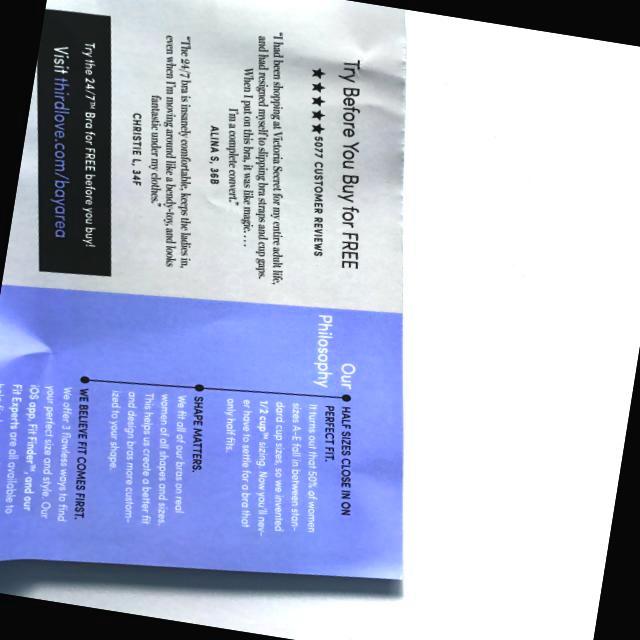 Try Before You Buy for FREE
★★★★★ 5077 CUSTOMER REVIEWS
"I had been shopping at Victoria Secret for my entire adult life,
and had resigned myself to slipping bra straps and cup gaps.
When I put on this bra, it was like magic....
I'm a complete convert."
ALINA S, 36B
"The 24/7 bra is insanely comfortable, keeps the ladies in,
even when I'm moving around like a bendy-toy, and looks
fantastic under my clothes."
CHRISTIE L, 34F
Try the 24/7™ Bra for FREE before you buy!
Visit thirdlove.com/bayarea
Our
Philosophy
HALF SIZES CLOSE IN ON
PERFECT FIT.
It turns out that 50% of women
sizes A-E fall in between stan-
dard cup sizes, so we invented
1/2 cup™ sizing. Now you'll nev-
er have to settle for a bra that
only half fits.
SHAPE MATTERS.
We fit all of our bras on real
women of all shapes and sizes.
This helps us create a better fit
and design bras more custom-
ized to your shape.
WE BELIEVE FIT COMES FIRST.
We offer 3 flawless ways to find
your perfect size and style. Our
iOS app, Fit Finder™, and our
Fit Experts are all available to